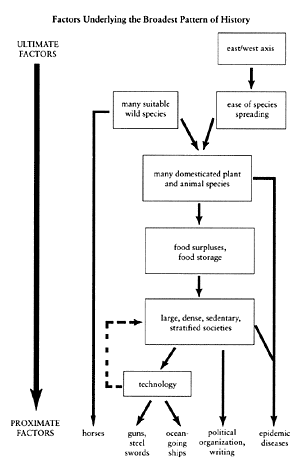 Factors Underlying the Broadest Pattern of History
ULTIMATE
FACTORS
east/west axis
many suitable
wild species
ease of species
spreading
many domesticated plant
and animal species
food surpluses,
food storage
large, dense, sedentary,
stratified societies
technology
PROXIMATE
FACTORS
horses
guns,
steel
swords
ocean-
going
ships
political
organization,
writing
epidemic
diseases